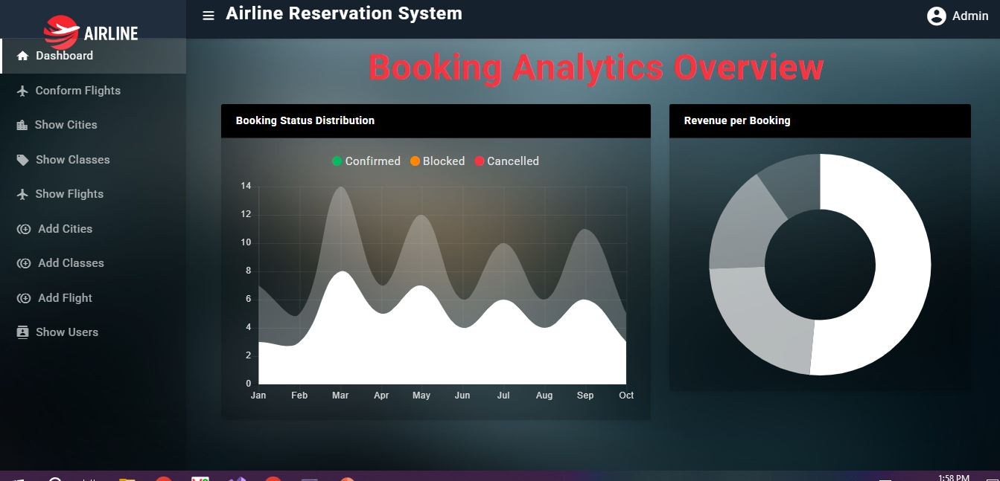 AIRLINE
Airline Reservation System
Admin
Dashboard
Conform Flights
Show Cities
Show Classes
Show Flights
Add Cities
Add Classes
Add Flight
Show Users
Booking Analytics Overview
Booking Status Distribution
Confirmed Blocked Cancelled
14
12
10
8
6
4
2
0
Jan Feb Mar Apr May Jun Jul Aug Sep Oct
Revenue per Booking
1:58 PM